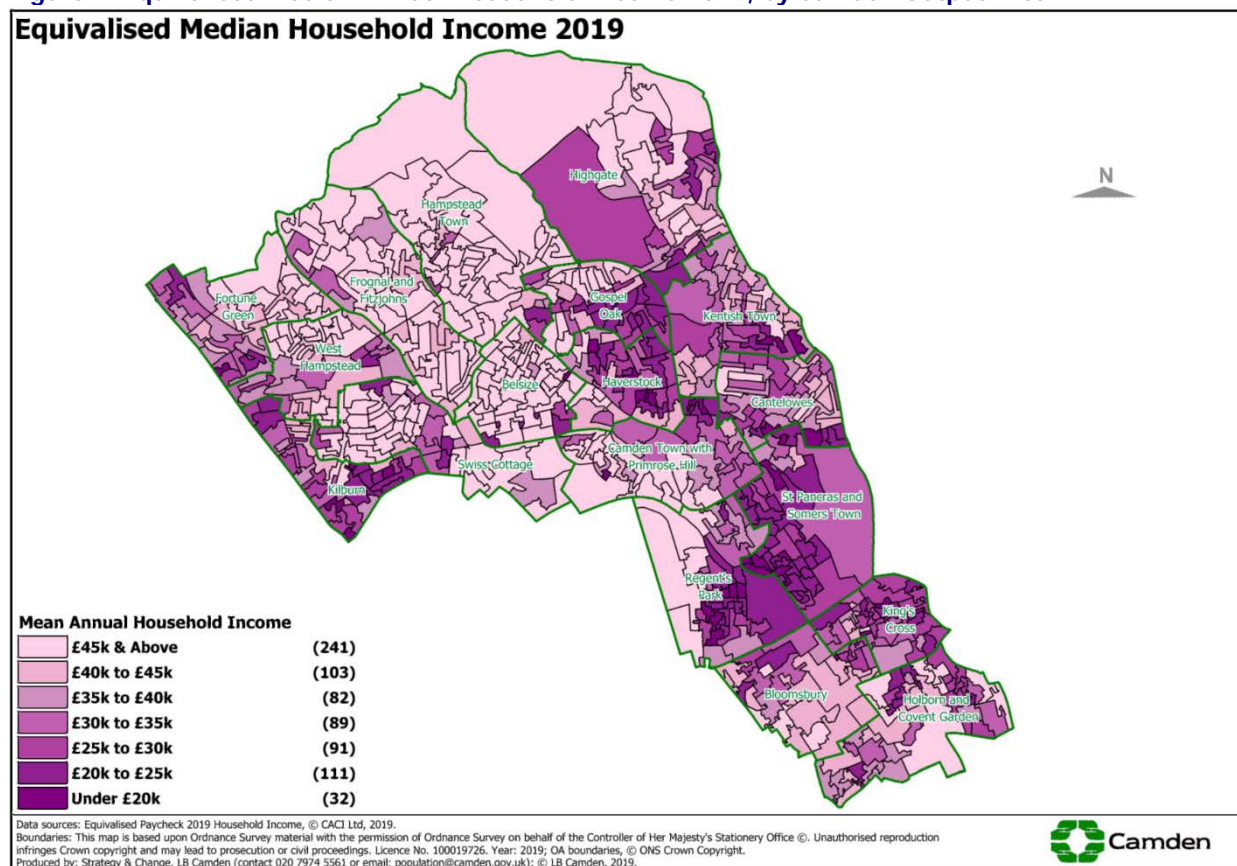 Equivalised Median Household Income 2019
N
Highgate
Hampstead
Town
Fortune
Green
Frognal and
Fitzjohns
Gospel
Oak
Kentish Town
West
Hampstead
Belsize
Haverstock
Cantelowes
Camden Town with
Primrose Hill
Swiss Cottage
Kilburn
St Pancras and
Somers Town
Regent's
Park
King's
Cross
Bloomsbury
Holborn and
Covent Garden
Mean Annual Household Income
£45k & Above (241)
£40k to £45k (103)
£35k to £40k (82)
£30k to £35k (89)
£25k to £30k (91)
£20k to £25k (111)
Under £20k (32)
Data sources: Equivalised Paycheck 2019 Household Income, © CACI Ltd, 2019.
Boundaries: This map is based upon Ordnance Survey material with the permission of Ordnance Survey on behalf of the Controller of Her Majesty's Stationery Office ©. Unauthorised reproduction
infringes Crown copyright and may lead to prosecution or civil proceedings. Licence No. 100019726. Year: 2019; OA boundaries, © ONS Crown Copyright.
Produced by: Strategy & Change, LB Camden (contact 020 7974 5561 or email: population@camden.gov.uk); © LB Camden, 2019.
Camden